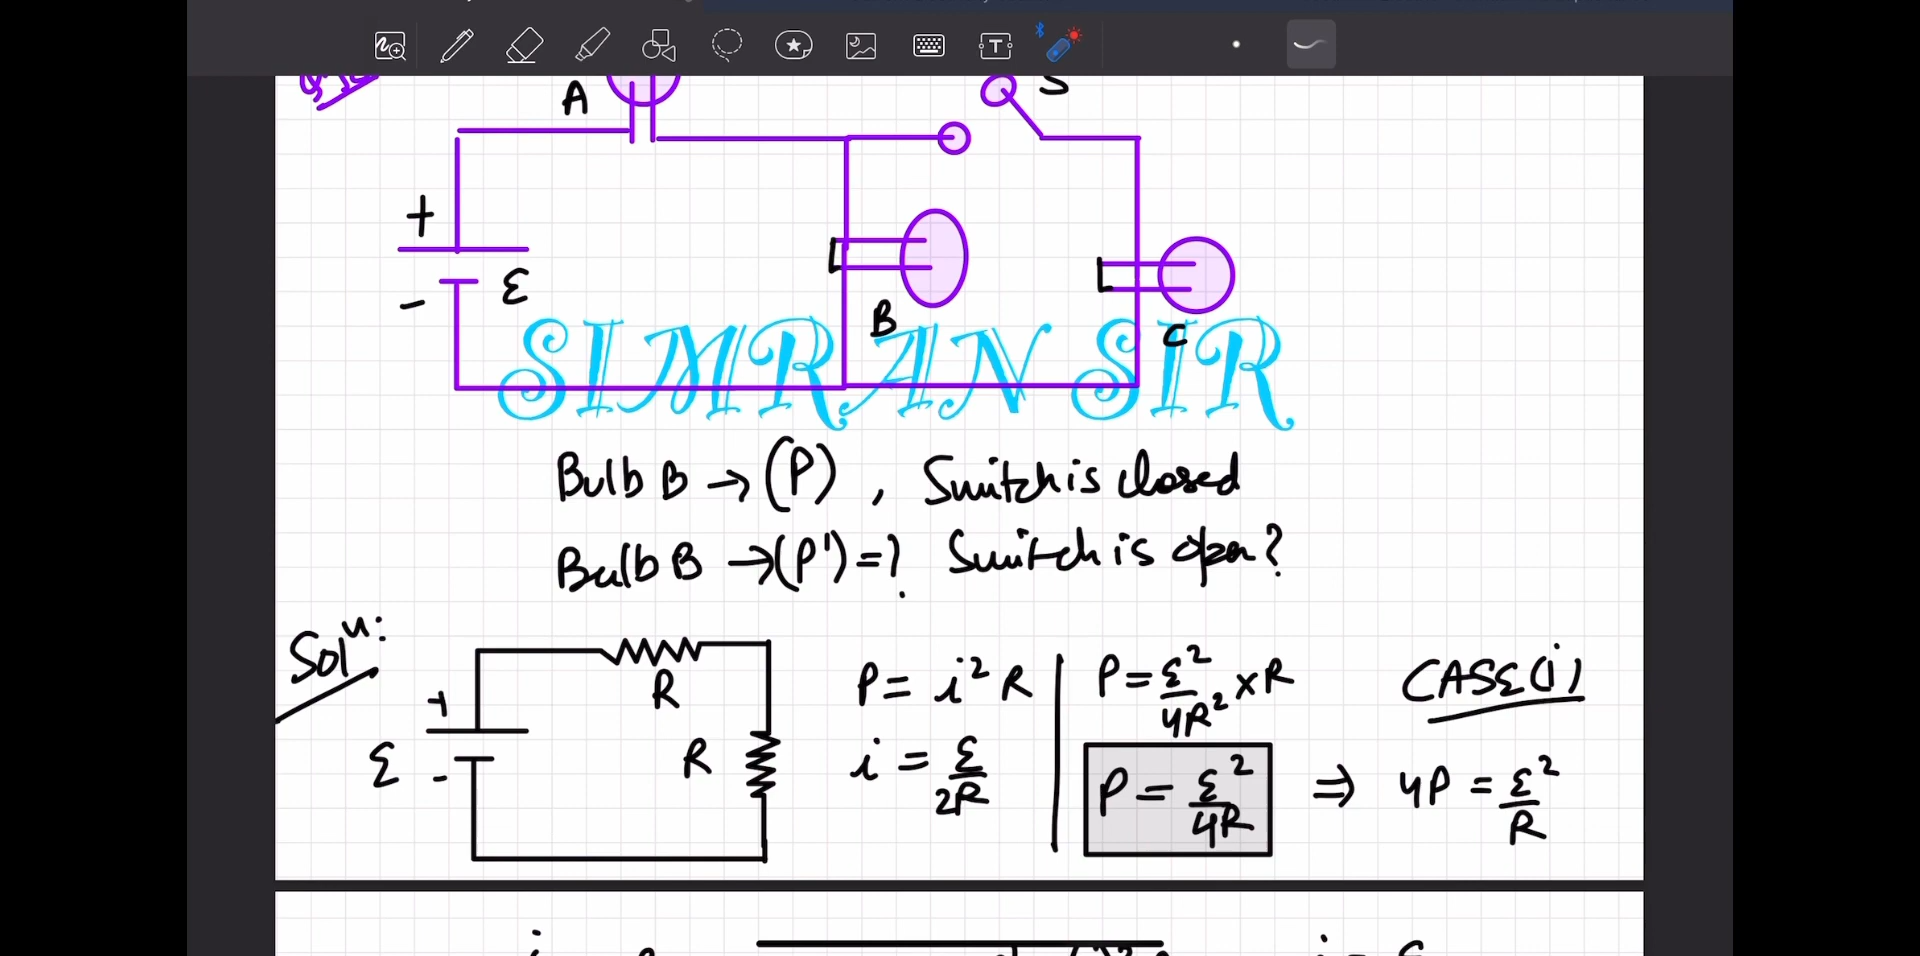 A
S
+
-
ε
B
C
SIMRAN SIR
Bulb B → (P) , Switch is closed
Bulb B → (P') = ? Switch is open?
Solⁿ:
R
R
+
ε
-
P = i² R
i = ε/2R
P = ε²/4R² × R
P = ε²/4R
CASE (i)
⇒ 4P = ε²/R